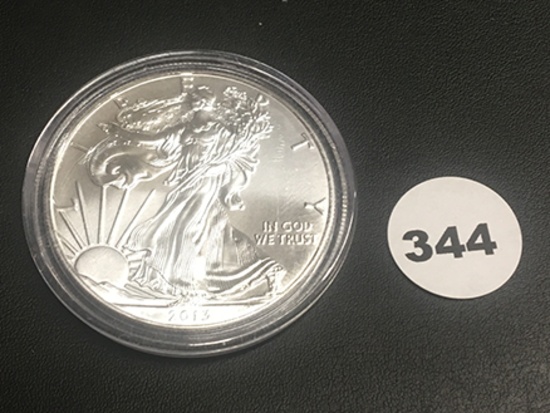 LIBERTY
IN GOD
WE TRUST
2013
344